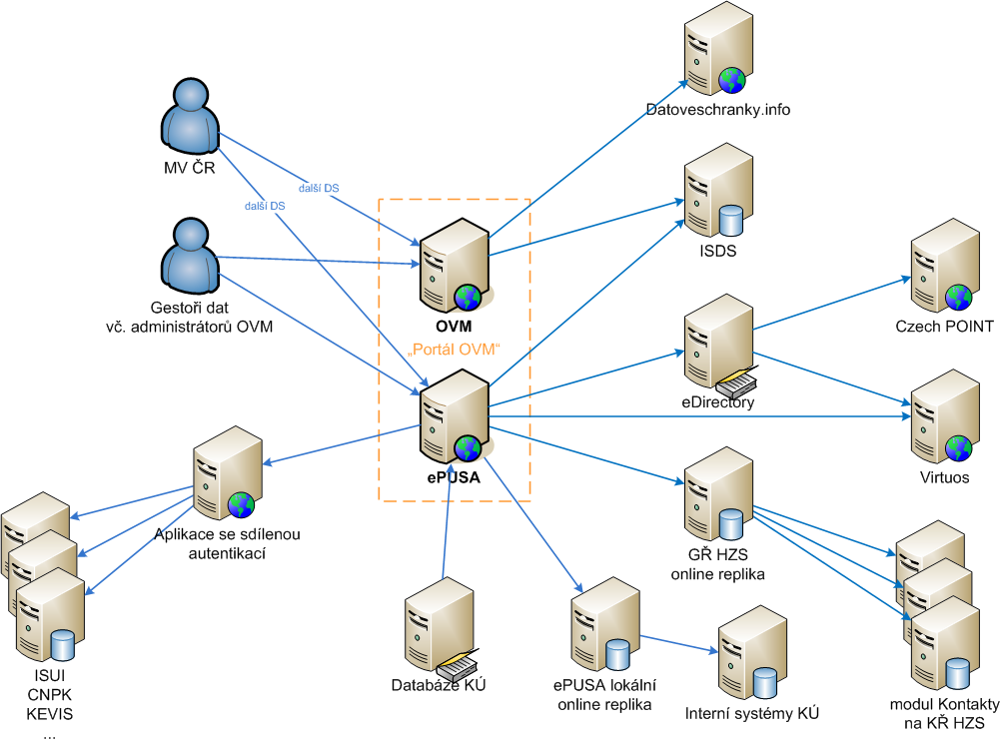 Datoveschranky.info
MV ČR
další DS
další DS
ISDS
Gestoři dat
vč. administrátorů OVM
OVM
„Portál OVM“
Czech POINT
eDirectory
ePUSA
Virtuos
Aplikace se sdílenou
autentikací
GŘ HZS
online replika
ISUI
CNPK
KEVIS
...
Databáze KÚ
ePUSA lokální
online replika
Interní systémy KÚ
modul Kontakty
na KŘ HZS